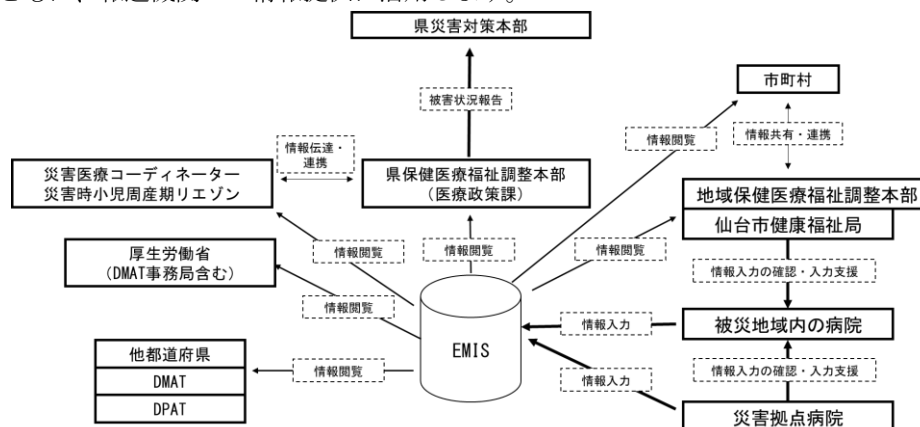 県災害対策本部
市町村
被害状況報告
情報閲覧
情報共有・連携
情報伝達・
連携
災害医療コーディネーター
災害時小児周産期リエゾン
県保健医療福祉調整本部
(医療政策課)
地域保健医療福祉調整本部
仙台市健康福祉局
厚生労働省
(DMAT事務局含む)
情報閲覧
情報閲覧
情報閲覧
情報入力の確認・入力支援
情報閲覧
EMIS
情報入力
被災地域内の病院
他都道府県
DMAT
DPAT
情報閲覧
情報入力
情報入力の確認・入力支援
災害拠点病院